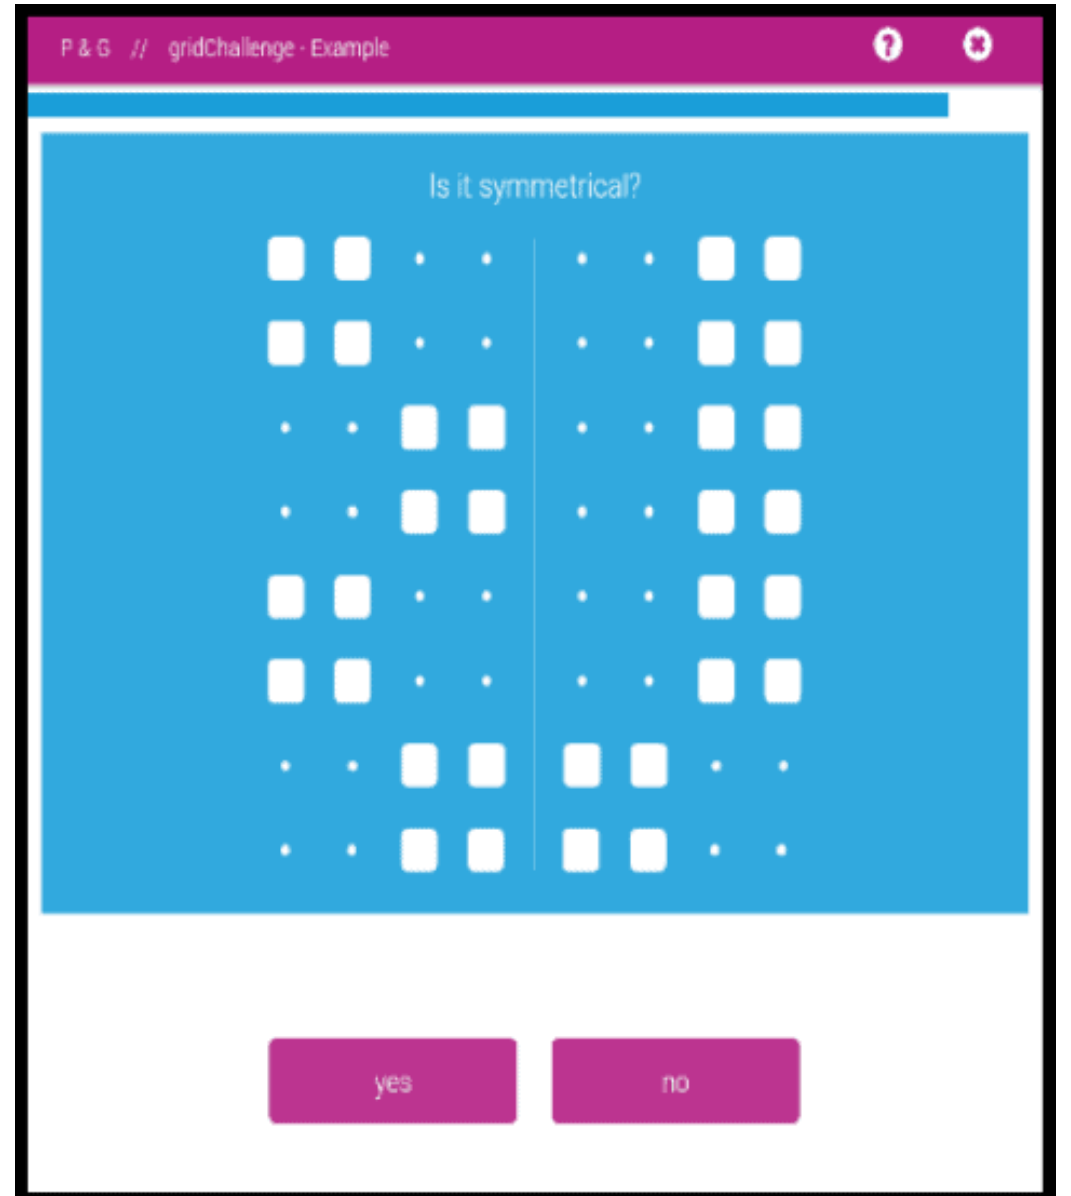 P & G // gridChallenge - Example
Is it symmetrical?
yes
no